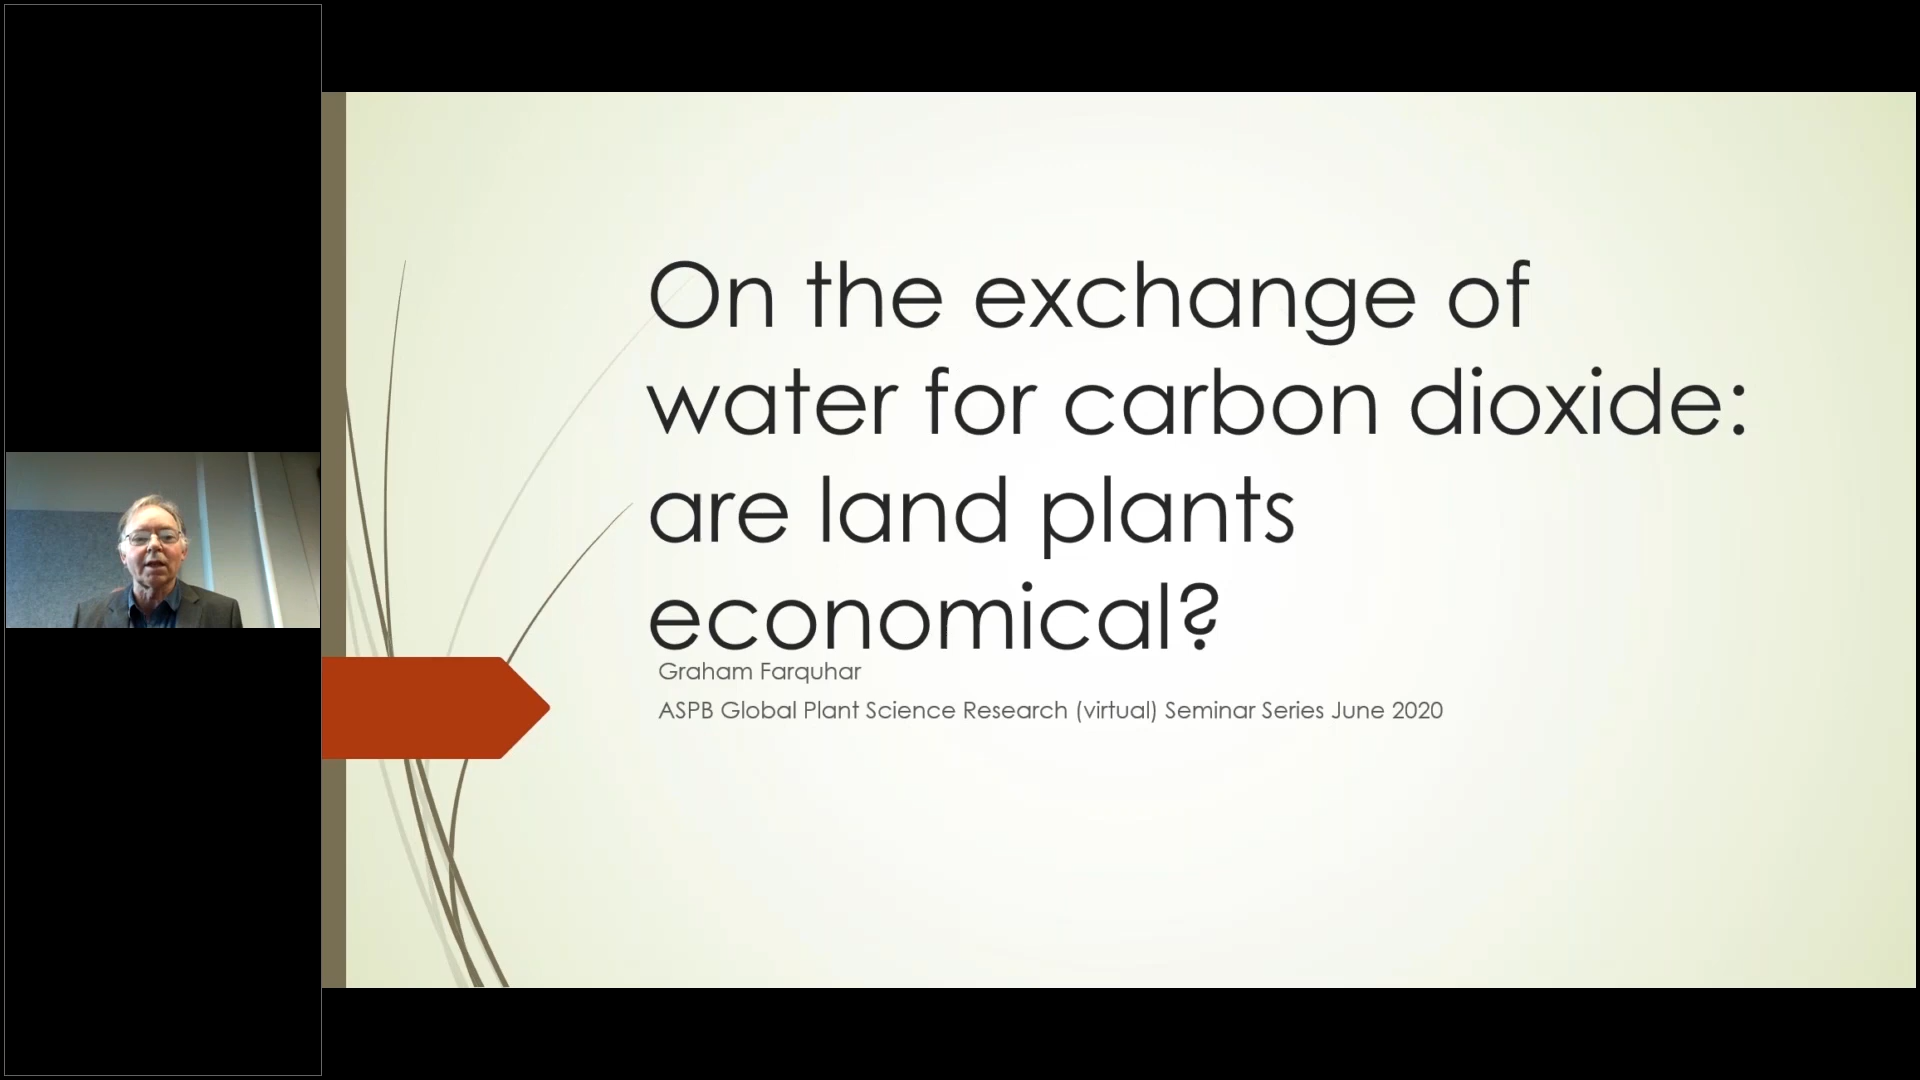 On the exchange of
water for carbon dioxide:
are land plants
economical?
Graham Farquhar
ASPB Global Plant Science Research (virtual) Seminar Series June 2020